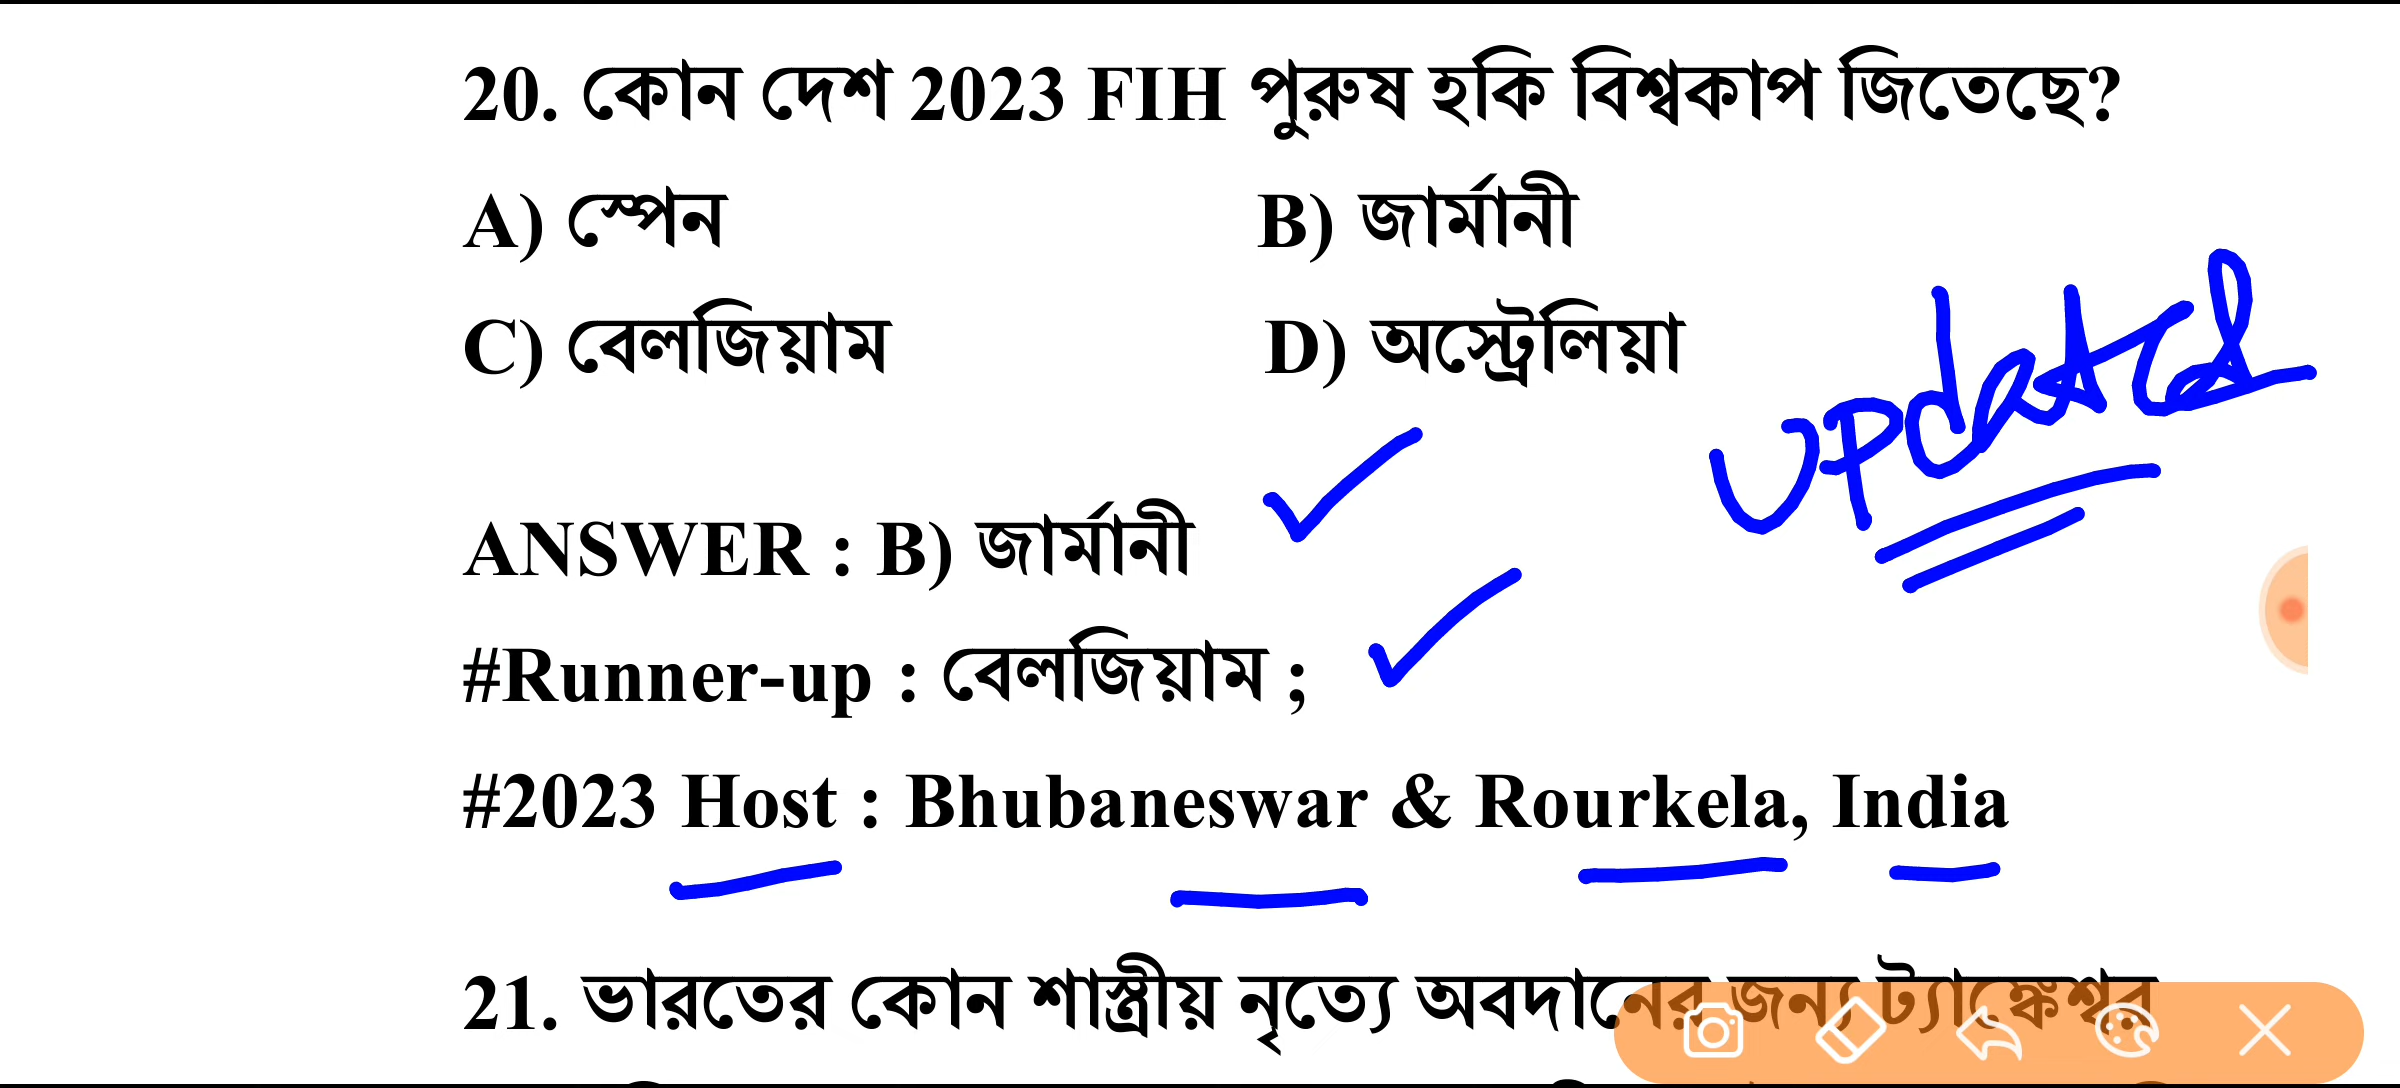 20. কোন দেশ 2023 FIH পুরুষ হকি বিশ্বকাপ জিতেছে?
A) স্পেন B) জার্মানী
C) বেলজিয়াম D) অস্ট্রেলিয়া
updated
ANSWER : B) জার্মানী
#Runner-up : বেলজিয়াম ;
#2023 Host : Bhubaneswar & Rourkela, India
21. ভারতের কোন শাস্ত্রীয় নৃত্যে অবদানের জন্য ট্যাঙ্কেশ্বর